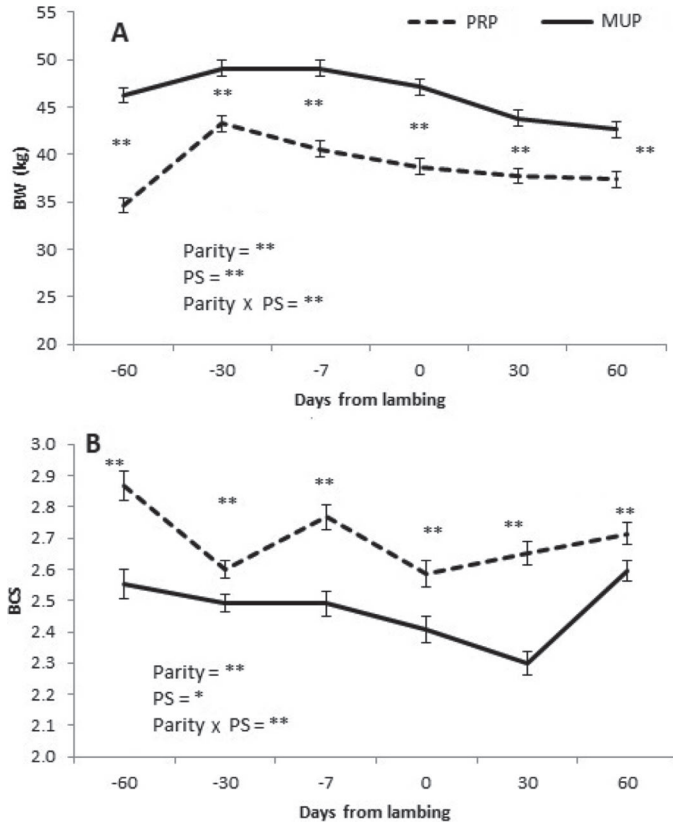 A
PRP MUP
55
50
45
40
35
30
25
20
BW (kg)
** ** ** ** ** **
Parity = **
PS = **
Parity x PS = **
-60 -30 -7 0 30 60
Days from lambing
B
3.0
2.9
2.8
2.7
2.6
2.5
2.4
2.3
2.2
2.1
2.0
BCS
** ** ** ** ** **
Parity = **
PS = *
Parity x PS = **
-60 -30 -7 0 30 60
Days from lambing